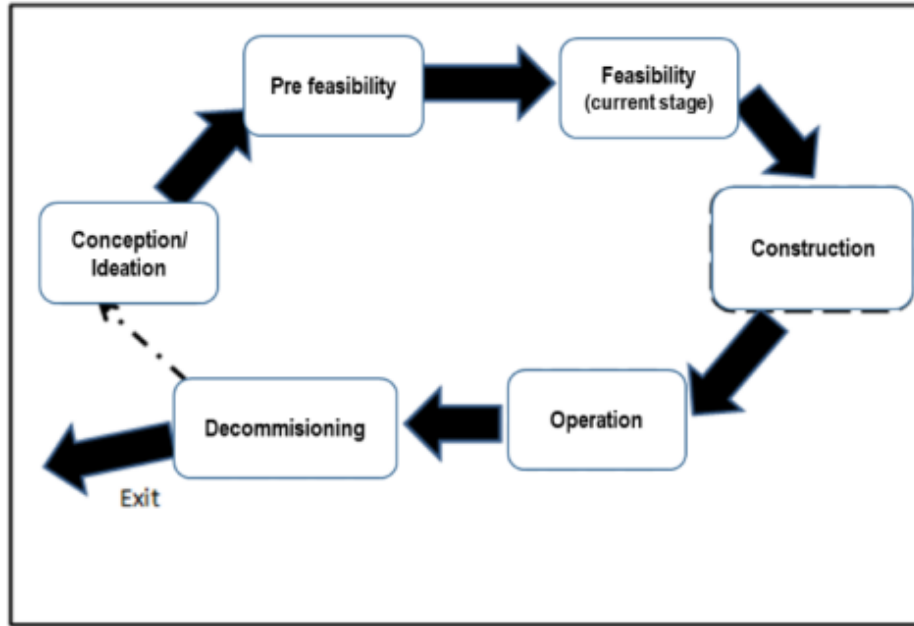 Pre feasibility
Feasibility
(current stage)
Conception/
Ideation
Construction
Decommisioning
Operation
Exit